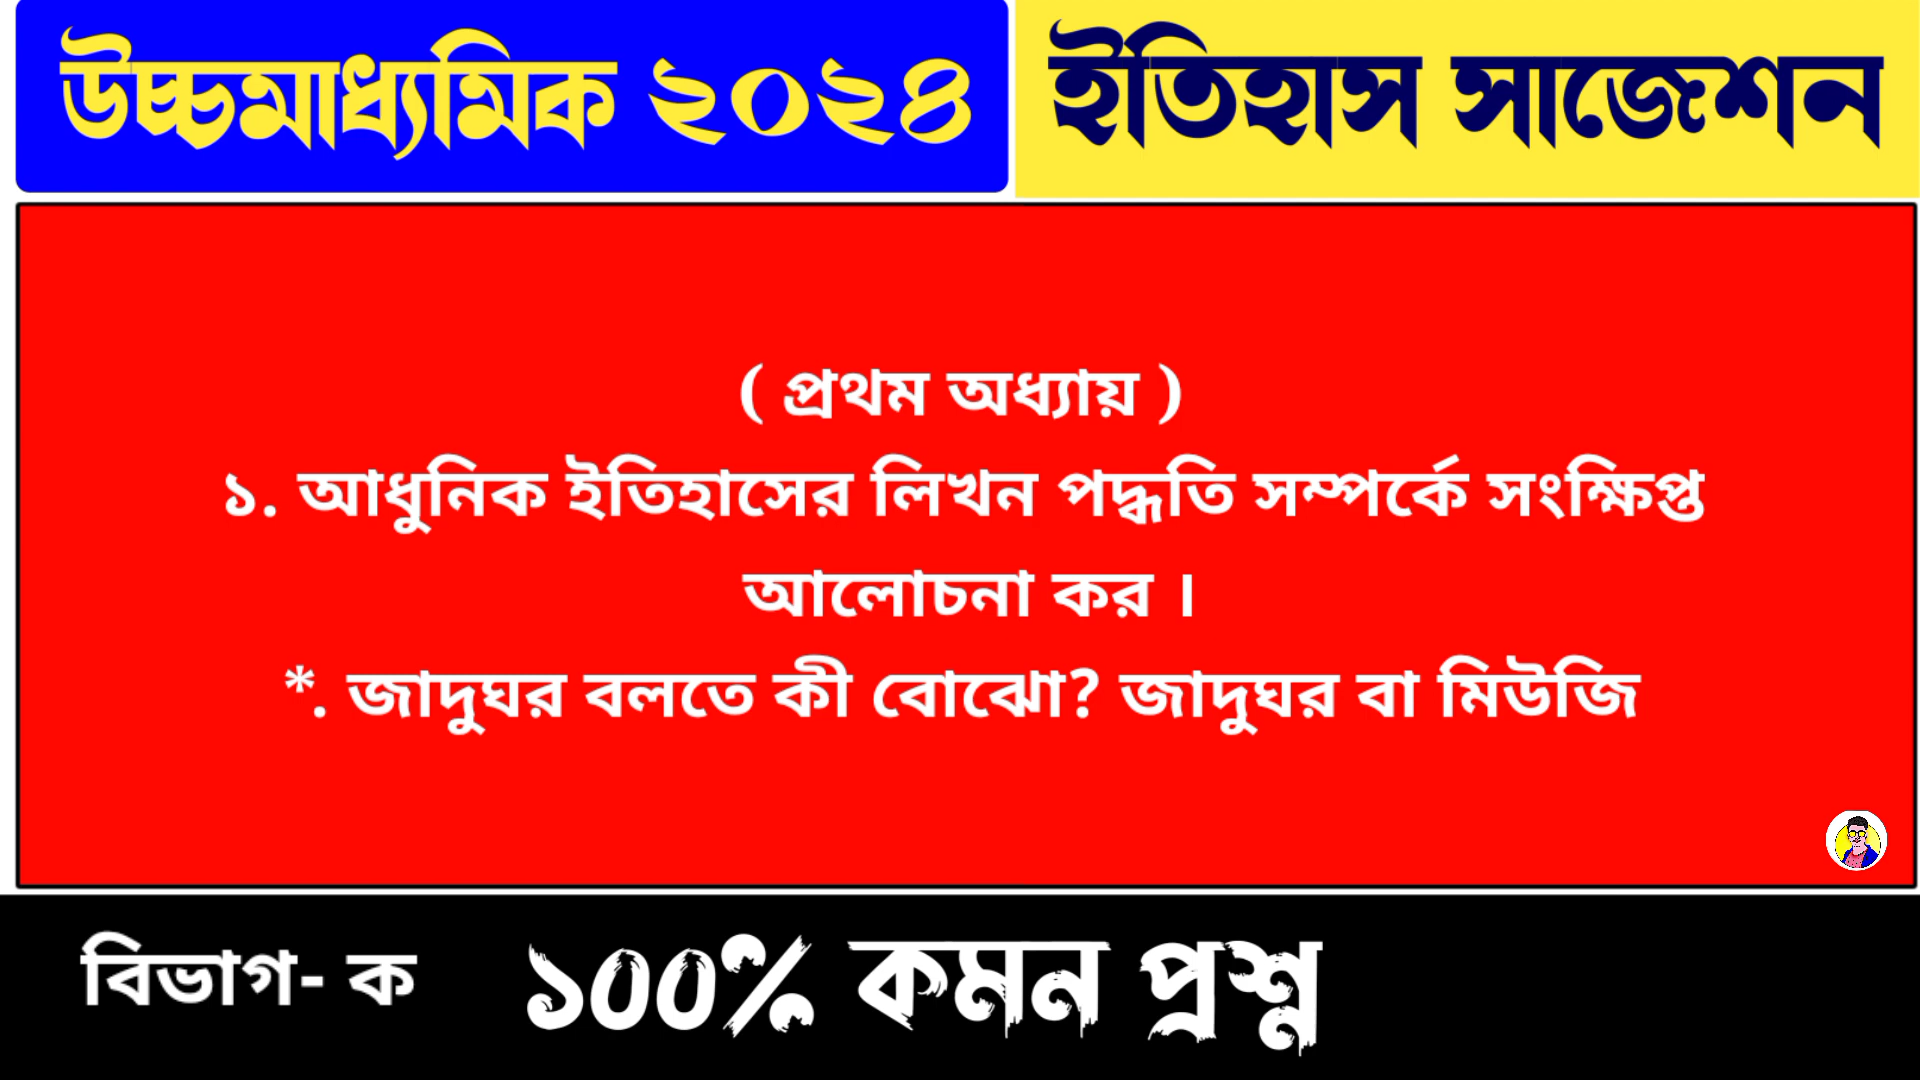 উচ্চমাধ্যমিক ২০২৪
ইতিহাস সাজেশন
( প্রথম অধ্যায় )
১. আধুনিক ইতিহাসের লিখন পদ্ধতি সম্পর্কে সংক্ষিপ্ত
আলোচনা কর ।
*. জাদুঘর বলতে কী বোঝো? জাদুঘর বা মিউজি
বিভাগ- ক
১০০% কমন প্রশ্ন